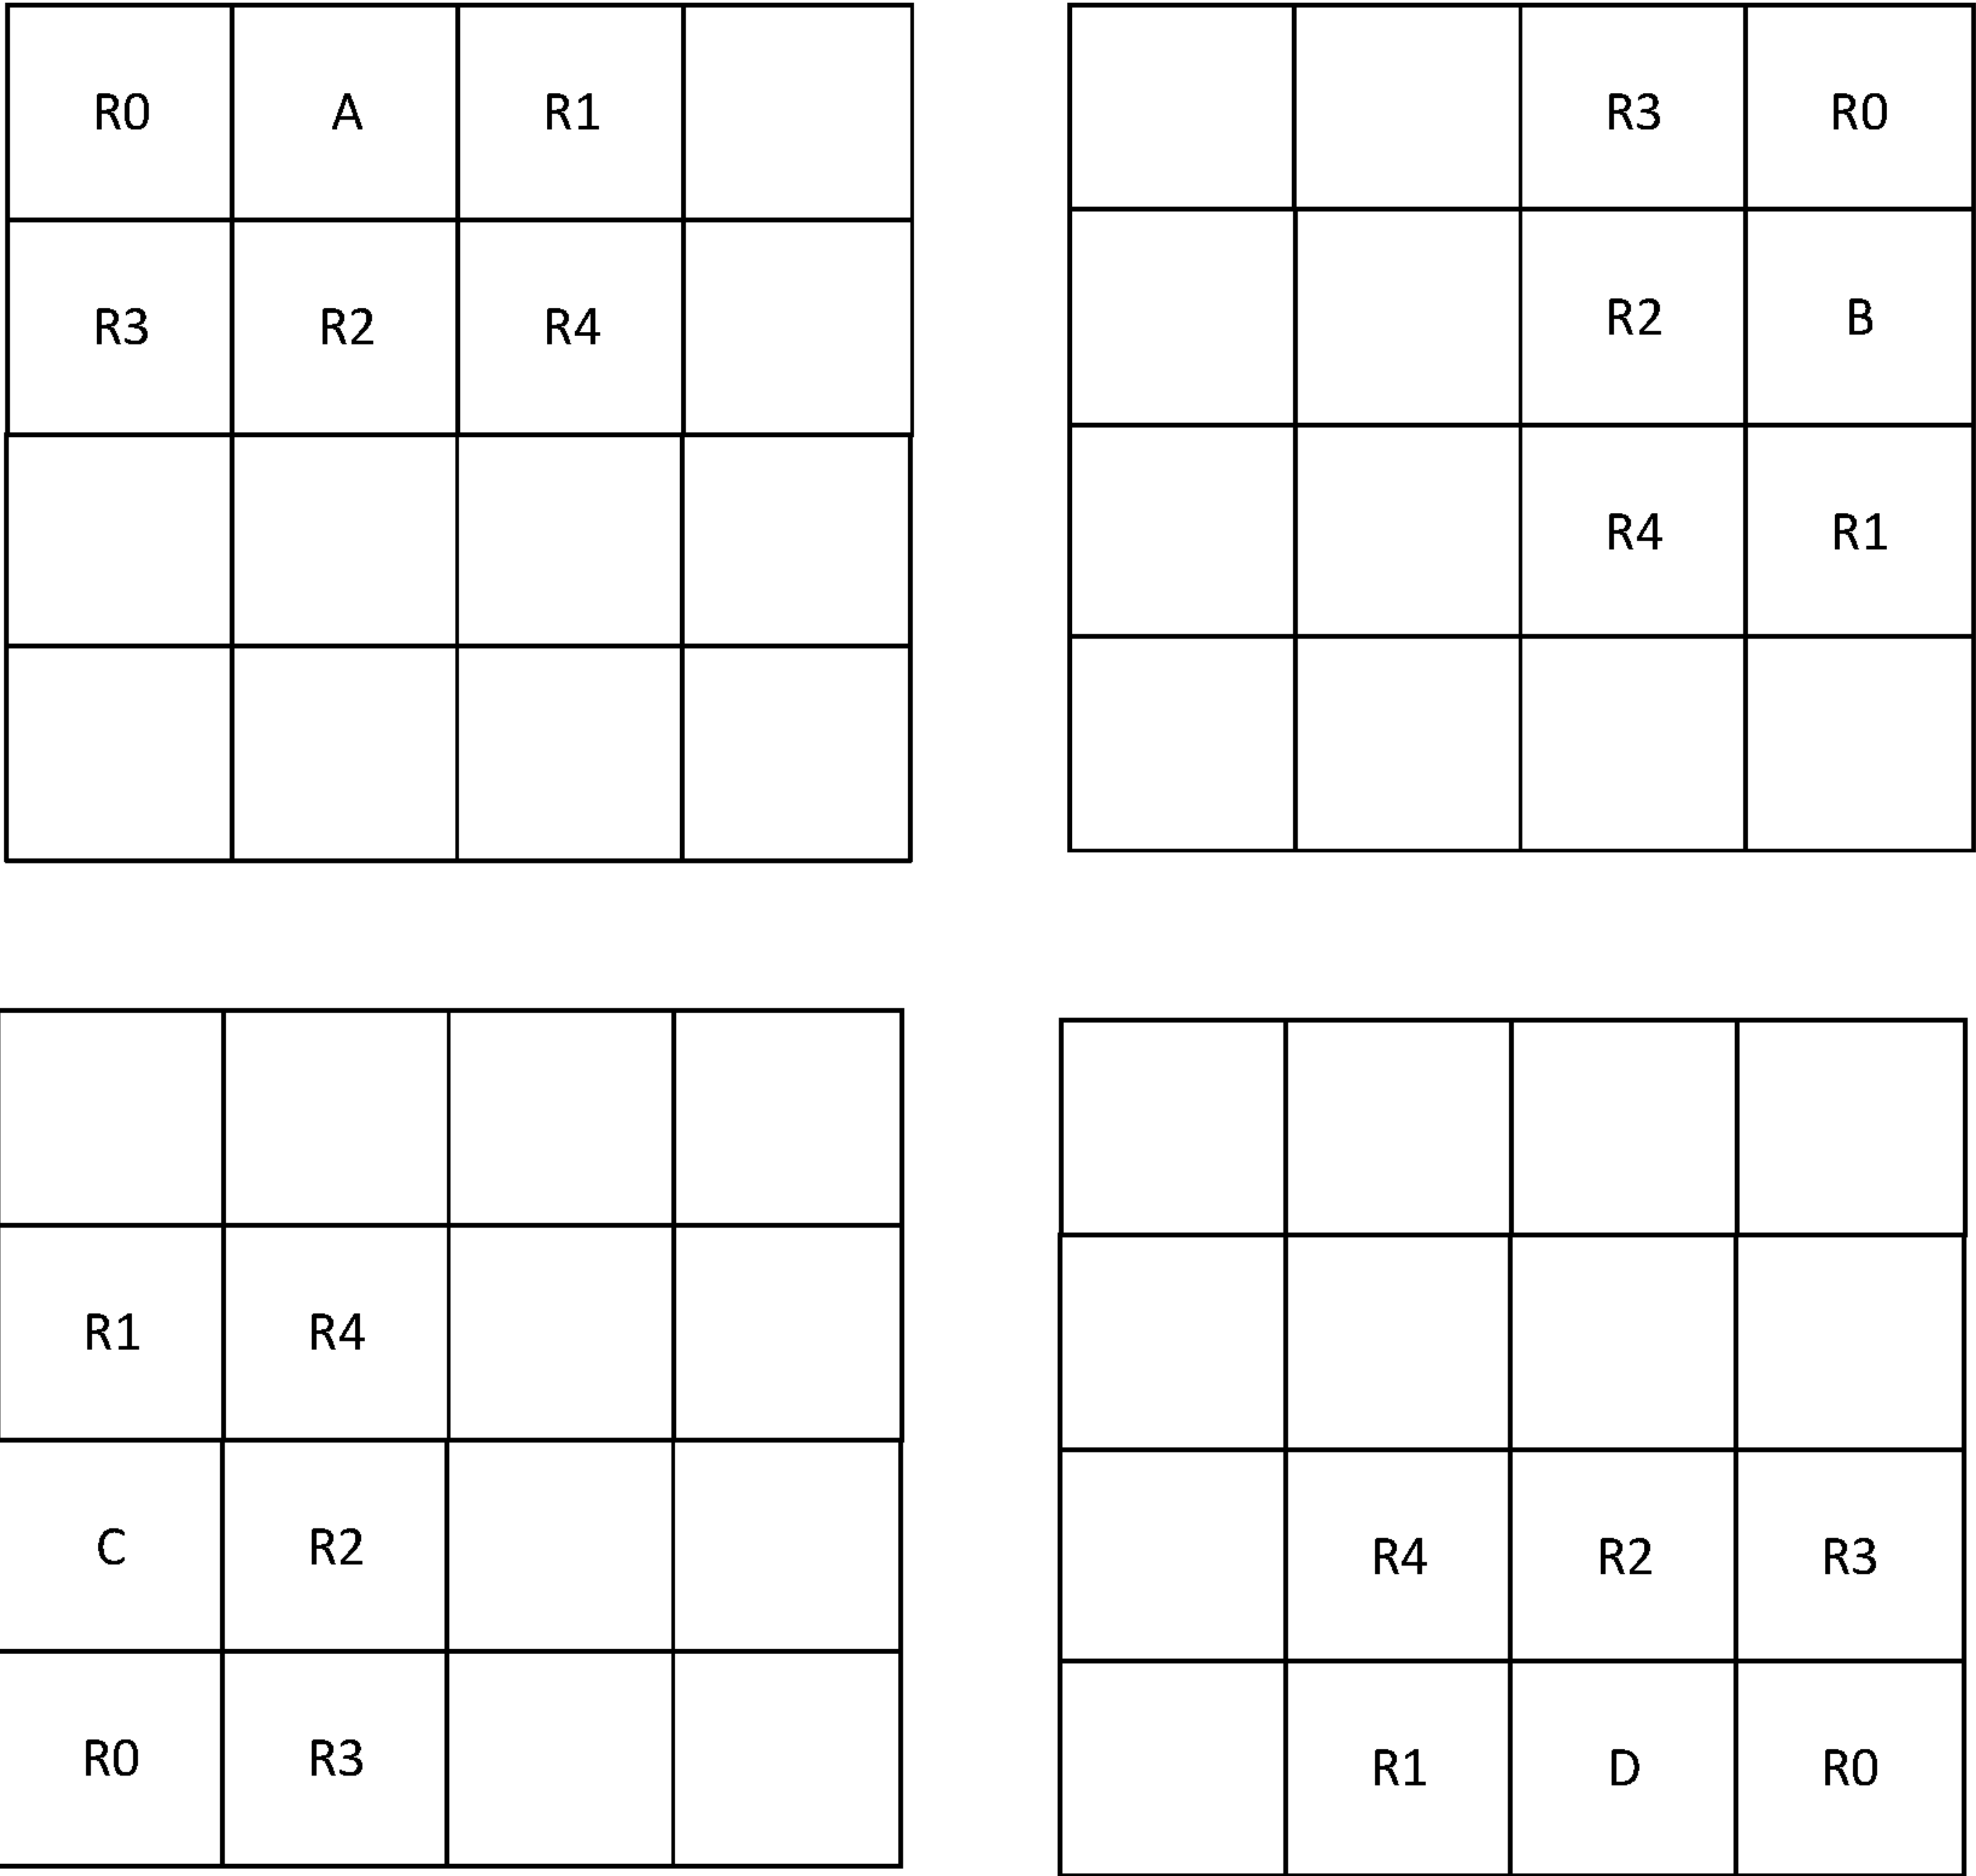 R0 A R1
R3 R2 R4
R3 R0
R2 B
R4 R1
R1 R4
C R2
R0 R3
R4 R2 R3
R1 D R0